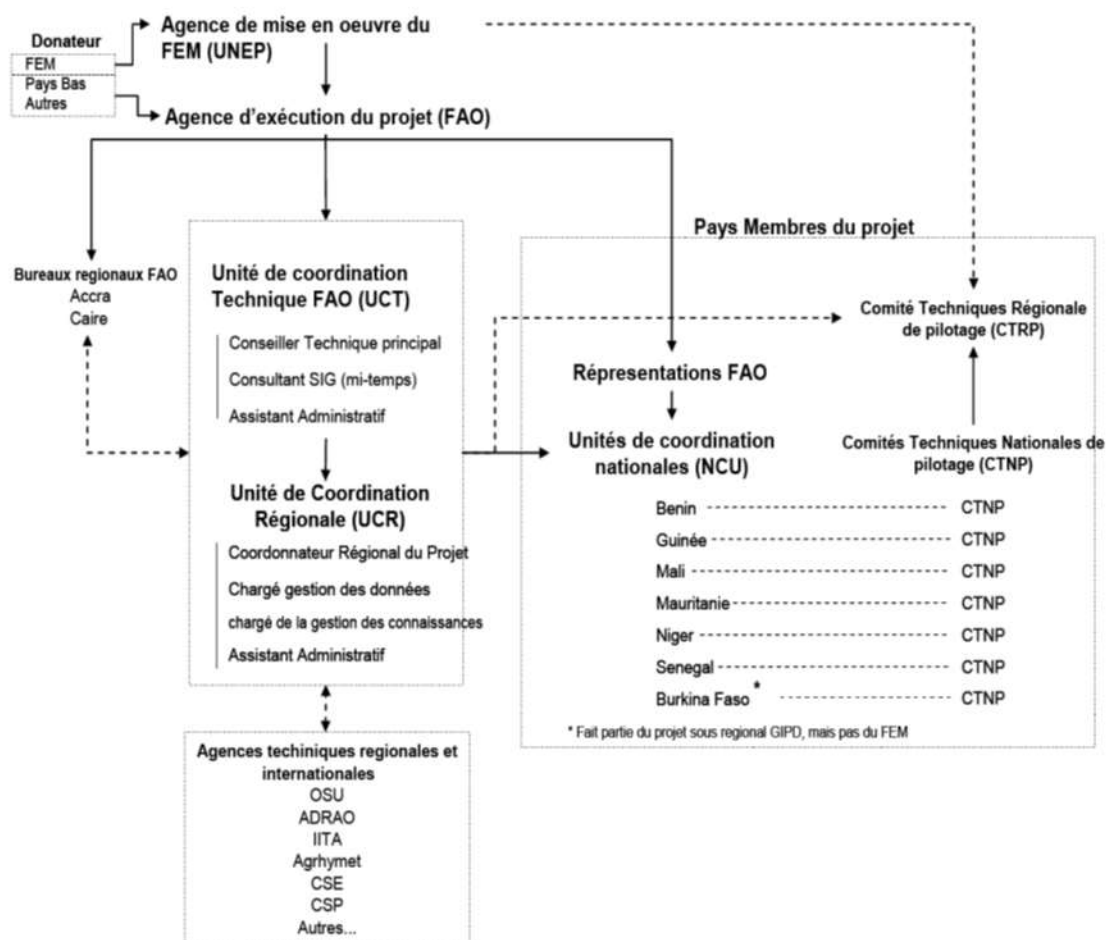 Donateur
FEM
Pays Bas
Autres
Agence de mise en oeuvre du
FEM (UNEP)
Agence d'exécution du projet (FAO)
Bureaux regionaux FAO
Accra
Caire
Unité de coordination
Technique FAO (UCT)
Conseiller Technique principal
Consultant SIG (mi-temps)
Assistant Administratif
Unité de Coordination
Régionale (UCR)
Coordonnateur Régional du Projet
Chargé gestion des données
chargé de la gestion des connaissances
Assistant Administratif
Agences techiniques regionales et
internationales
OSU
ADRAO
IITA
Agrhymet
CSE
CSP
Autres...
Pays Membres du projet
Comité Techniques Régionale
de pilotage (CTRP)
Répresentations FAO
Unités de coordination
nationales (NCU)
Comités Techniques Nationales de
pilotage (CTNP)
Benin CTNP
Guinée CTNP
Mali CTNP
Mauritanie CTNP
Niger CTNP
Senegal CTNP
Burkina Faso * CTNP
* Fait partie du projet sous regional GIPD, mais pas du FEM